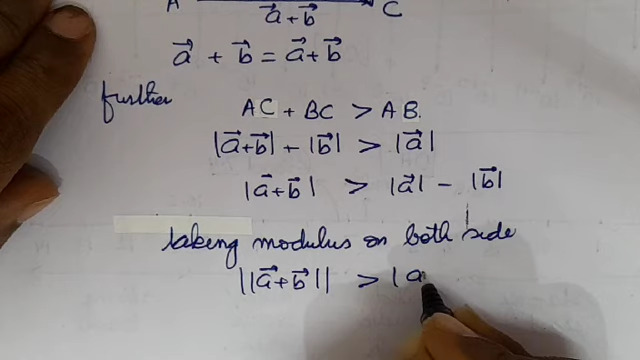 A C
a⃗+b⃗
a⃗ + b⃗ = a⃗+b⃗
further
AC + BC > AB.
|a⃗+b⃗| + |b⃗| > |a⃗|
|a⃗+b⃗| > |a⃗| - |b⃗|
taking modulus on both side
||a⃗+b⃗|| > |a